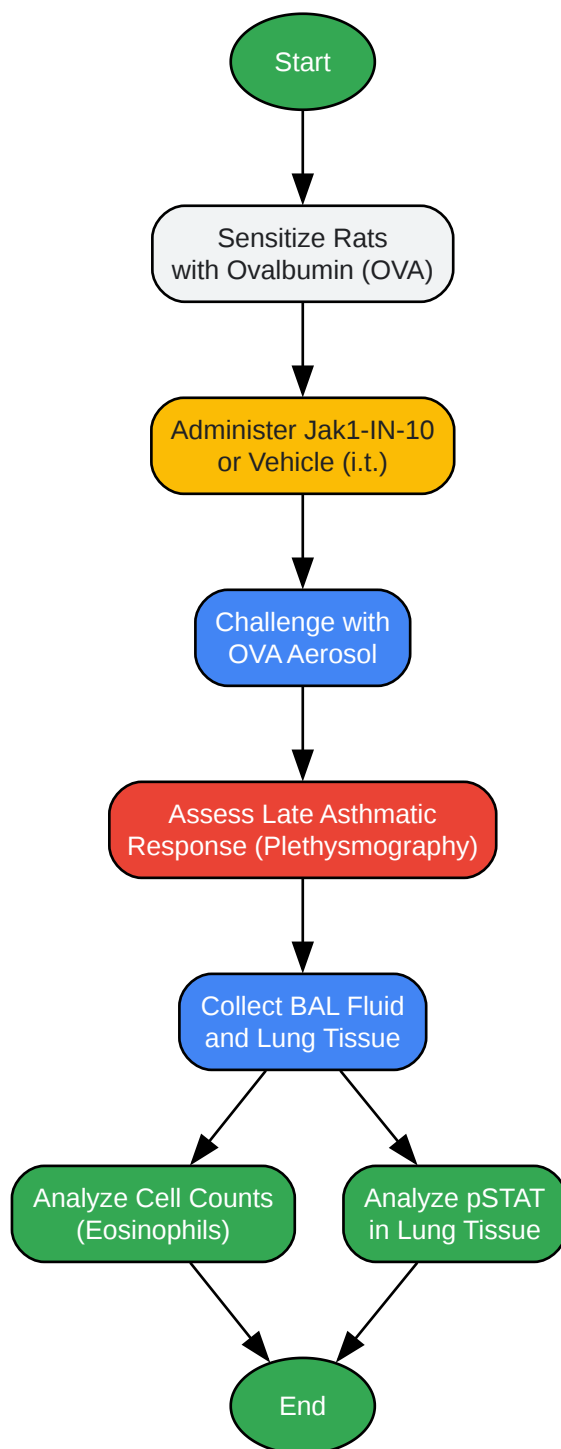 Start
Sensitize Rats
with Ovalbumin (OVA)
Administer Jak1-IN-10
or Vehicle (i.t.)
Challenge with
OVA Aerosol
Assess Late Asthmatic
Response (Plethysmography)
Collect BAL Fluid
and Lung Tissue
Analyze Cell Counts
(Eosinophils)
Analyze pSTAT
in Lung Tissue
End